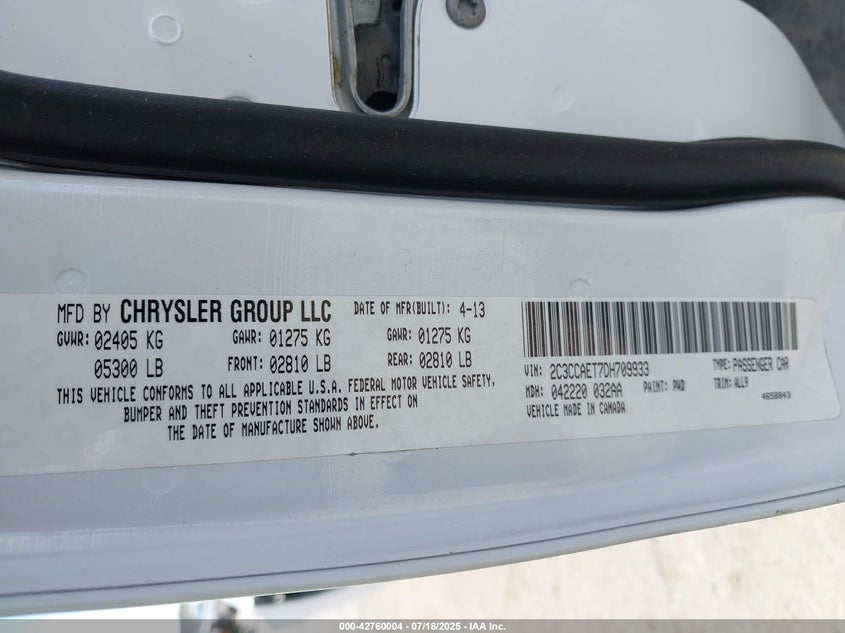 MFD BY CHRYSLER GROUP LLC DATE OF MFR(BUILT): 4-13
GVWR: 02405 KG GAWR: 01275 KG GAWR: 01275 KG
05300 LB FRONT: 02810 LB REAR: 02810 LB
THIS VEHICLE CONFORMS TO ALL APPLICABLE U.S.A. FEDERAL MOTOR VEHICLE SAFETY,
BUMPER AND THEFT PREVENTION STANDARDS IN EFFECT ON
THE DATE OF MANUFACTURE SHOWN ABOVE.
VIN: 2C3CCAET7DH709933 TYPE: PASSENGER CAR
MDH: 042220 032AA PAINT: PWD TRIM: ALL9
VEHICLE MADE IN CANADA 4658843
000-42760004 - 07/18/2025 - IAA Inc.